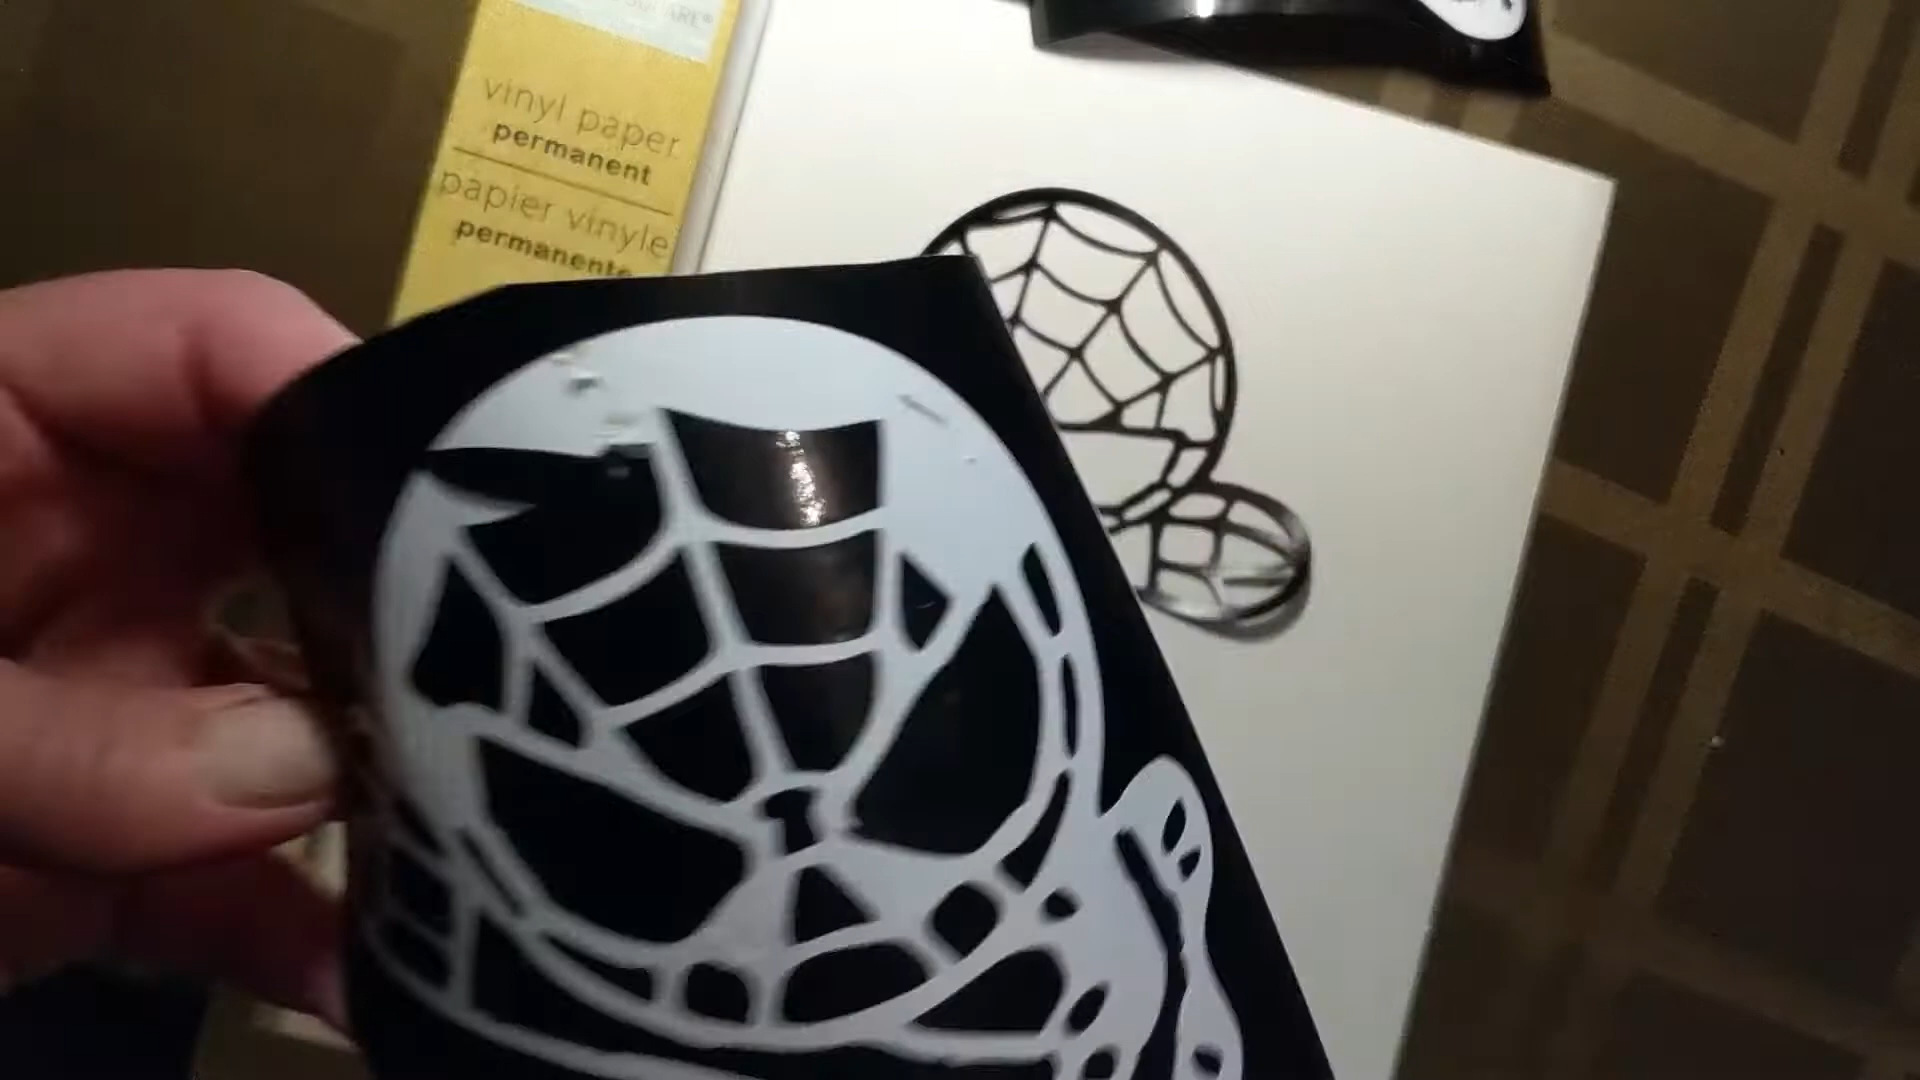 vinyl paper
permanent
papier vinyle
permanente